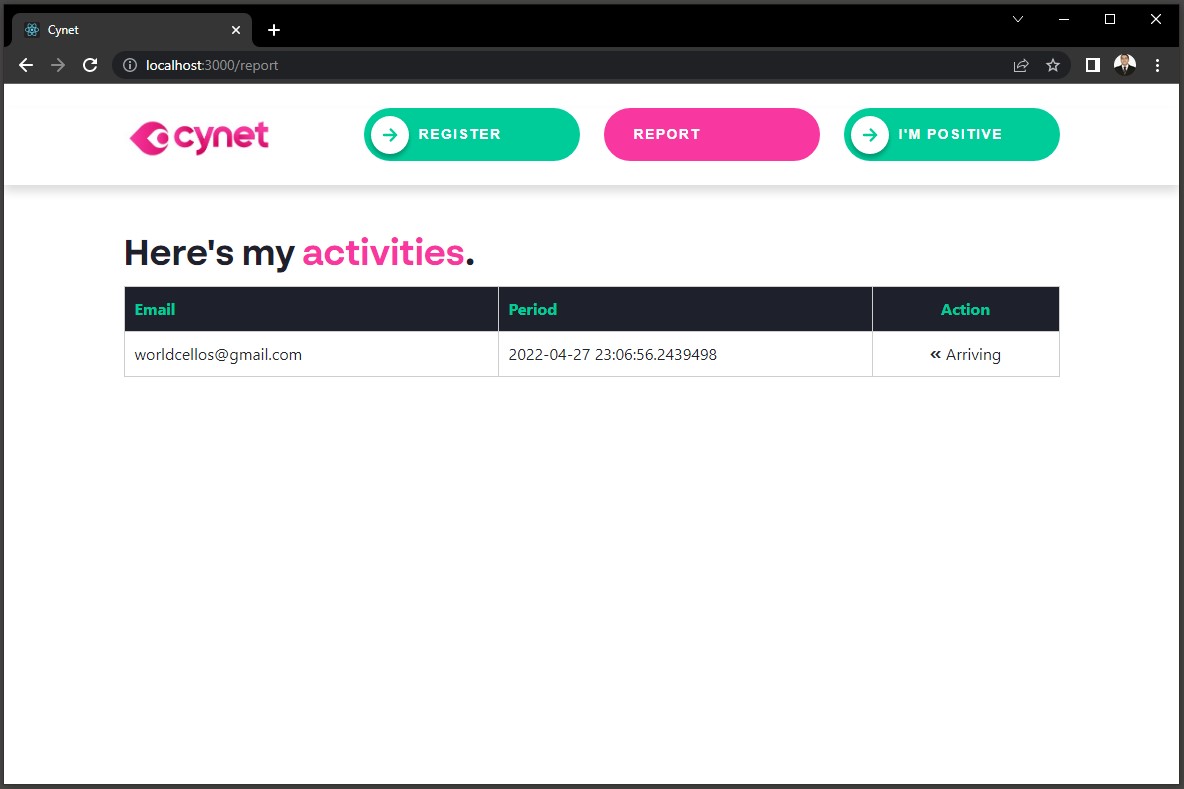 Cynet
localhost:3000/report
cynet
REGISTER
REPORT
I'M POSITIVE
Here's my activities.
Email Period Action
worldcellos@gmail.com 2022-04-27 23:06:56.2439498 « Arriving